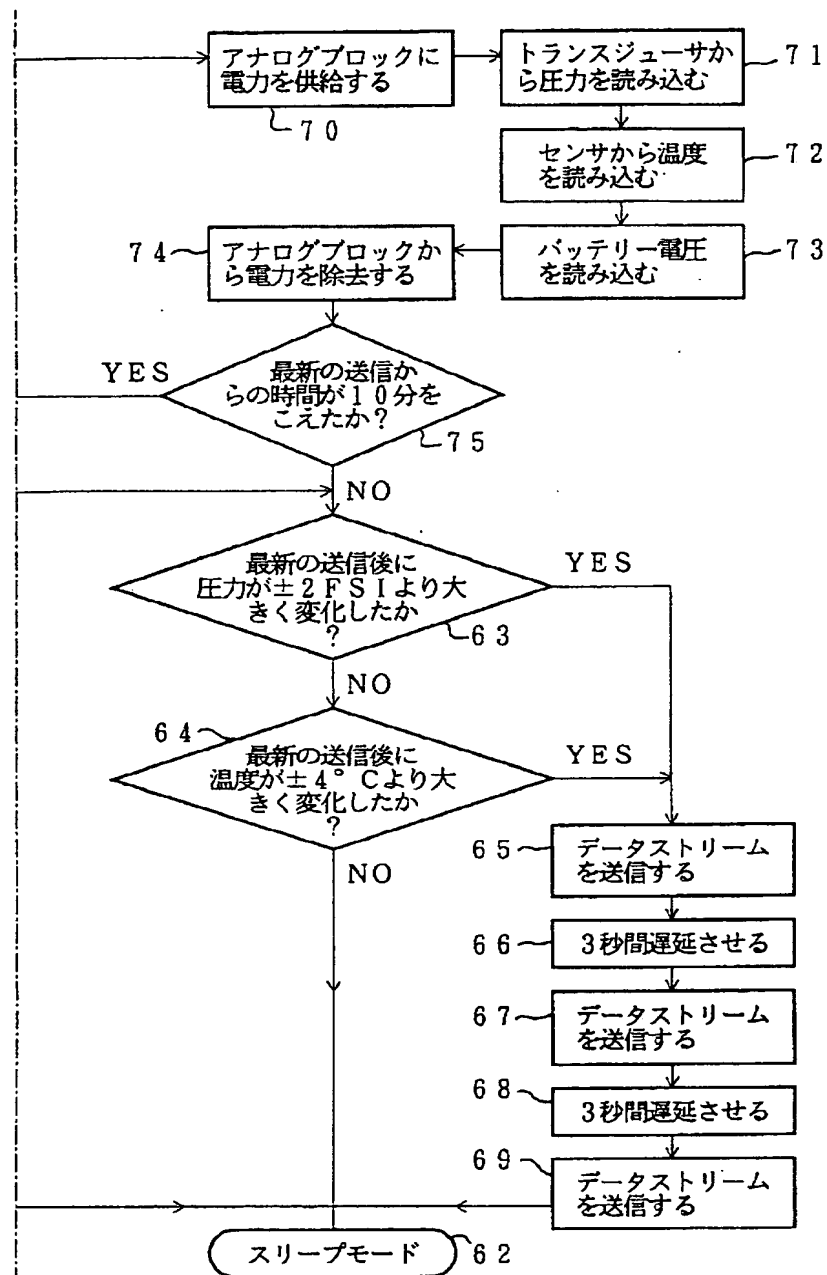 アナログブロックに
電力を供給する
70
トランスジューサか
ら圧力を読み込む
71
センサから温度
を読み込む
72
バッテリー電圧
を読み込む
73
74
アナログブロックか
ら電力を除去する
YES
最新の送信か
らの時間が10分を
こえたか?
75
NO
最新の送信後に
圧力が±2FSIより大
きく変化したか
?
63
YES
NO
64
最新の送信後に
温度が±4°Cより大
きく変化したか
?
YES
NO
65
データストリーム
を送信する
66
3秒間遅延させる
67
データストリーム
を送信する
68
3秒間遅延させる
69
データストリーム
を送信する
スリープモード
62